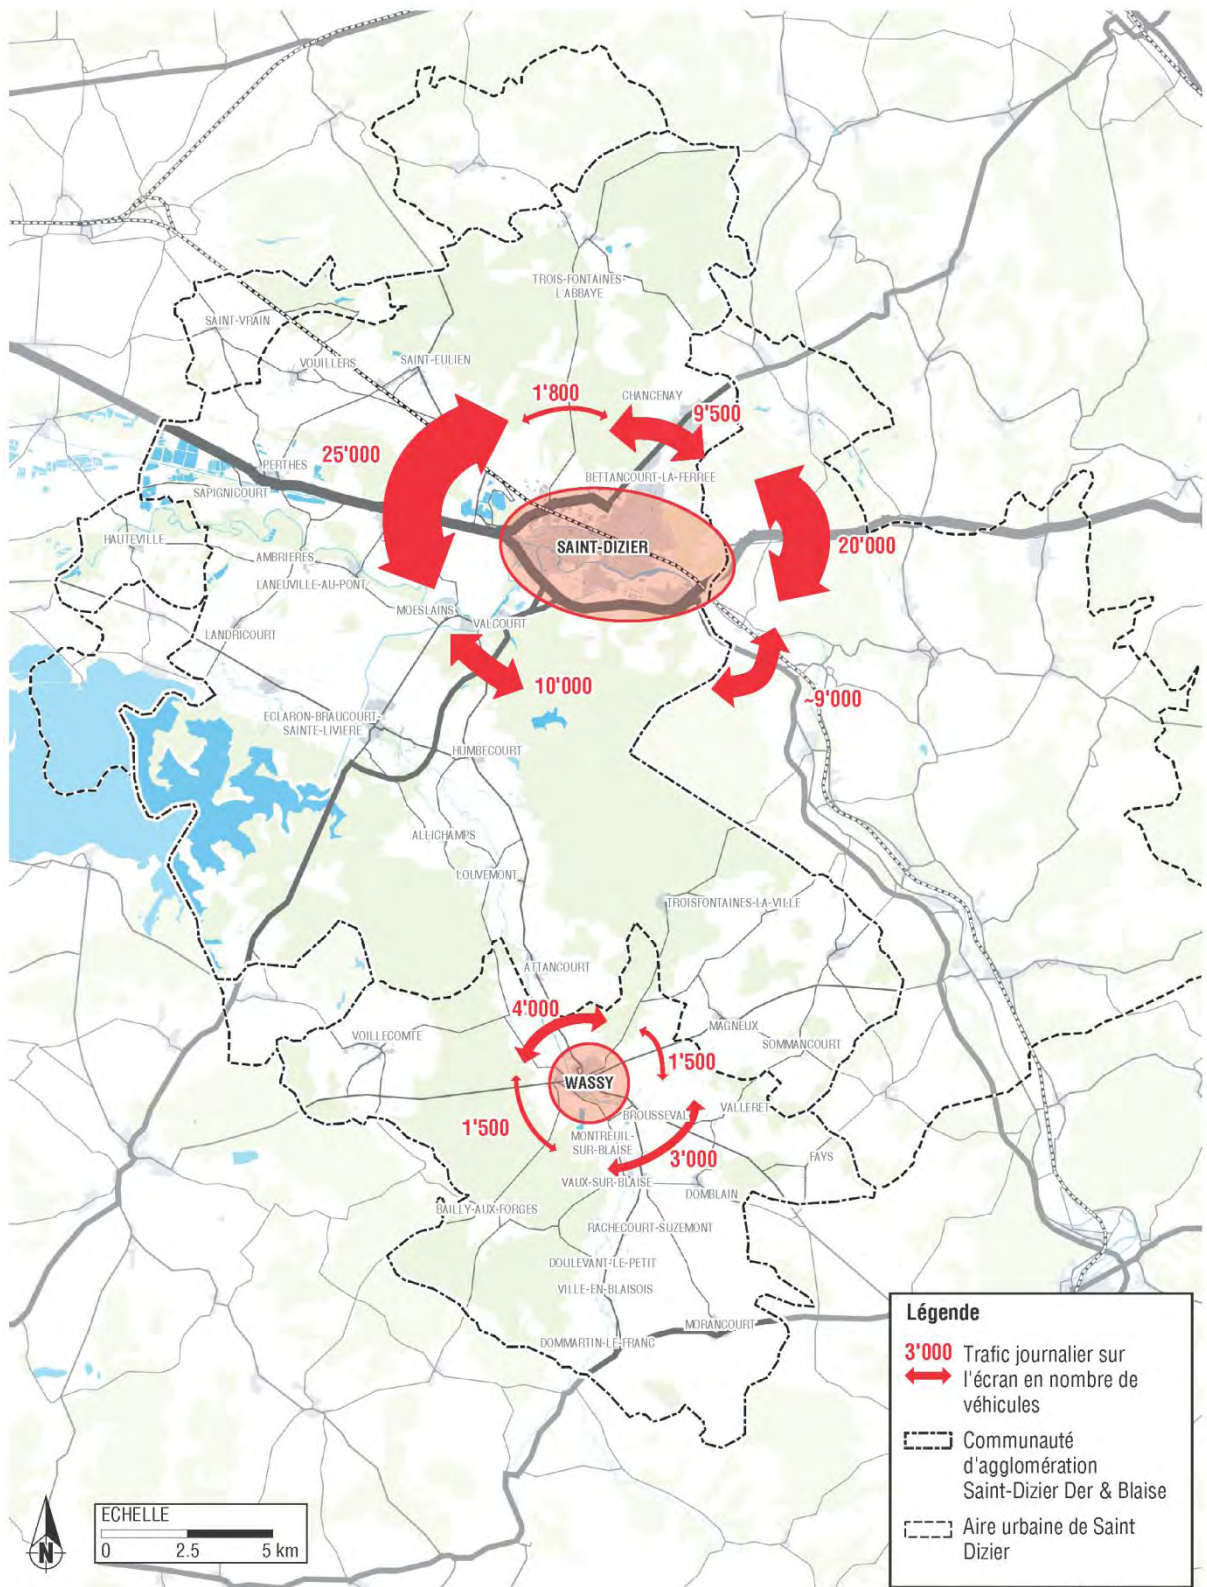 TROIS-FONTAINES-
L'ABBAYE
SAINT-VRAIN
VOUILLERS
SAINT-EULIEN
1'800
CHANCENAY
9'500
25'000
PERTHES
BETTANCOURT-LA-FERREE
SAPIGNICOURT
HAUTEVILLE
SAINT-DIZIER
20'000
AMBRIERES
LANEUVILLE-AU-PONT
MOESLAINS
VALCOURT
LANDRICOURT
10'000
~9'000
ECLARON-BRAUCOURT-
SAINTE-LIVIERE
HUMBECOURT
ALLICHAMPS
LOUVEMONT
TROISFONTAINES-LA-VILLE
ATTANCOURT
4'000
VOILLECOMTE
MAGNEUX
SOMMANCOURT
1'500
WASSY
VALLERET
BROUSSEVAL
1'500
MONTREUIL-
SUR-BLAISE
3'000
FAYS
VAUX-SUR-BLAISE
DOMBLAIN
BAILLY-AUX-FORGES
RACHECOURT-SUZEMONT
DOULEVANT-LE-PETIT
VILLE-EN-BLAISOIS
MORANCOURT
DOMMARTIN-LE-FRANC
Légende
3'000 Trafic journalier sur
l'écran en nombre de
véhicules
Communauté
d'agglomération
Saint-Dizier Der & Blaise
Aire urbaine de Saint
Dizier
N
ECHELLE
0 2.5 5 km